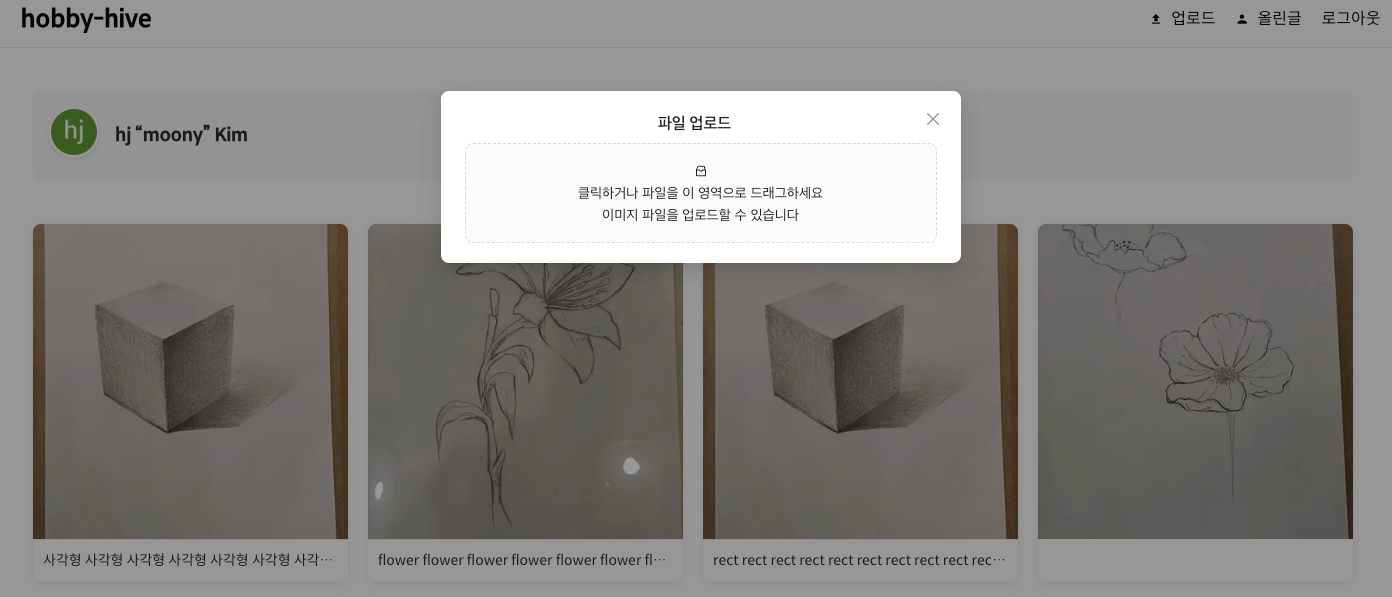 hobby-hive
업로드
올린글
로그아웃
hj
hj “moony” Kim
파일 업로드
클릭하거나 파일을 이 영역으로 드래그하세요
이미지 파일을 업로드할 수 있습니다
사각형 사각형 사각형 사각형 사각형 사각형 사각…
flower flower flower flower flower flower fl…
rect rect rect rect rect rect rect rect rect rec…